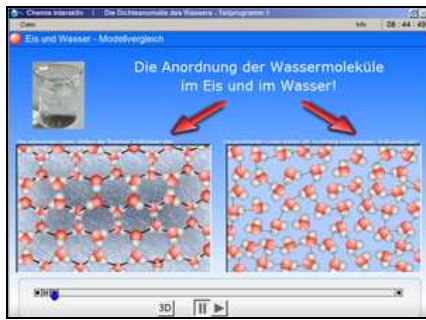 Chemie interaktiv | Die Dichteanomalie des Wassers - Teilprogramm 1
Datei Info 08 : 44 : 49
Eis und Wasser - Modellvergleich
Die Anordnung der Wassermoleküle
im Eis und im Wasser!
3D